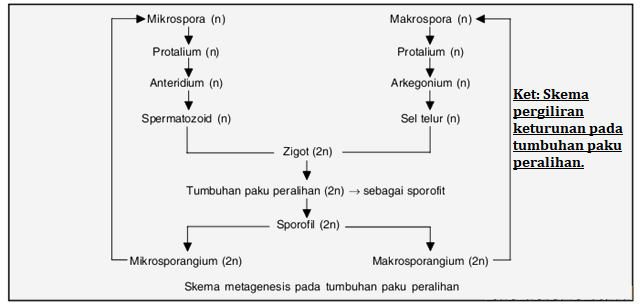 Mikrospora (n) Makrospora (n)
Protalium (n) Protalium (n)
Anteridium (n) Arkegonium (n)
Spermatozoid (n) Sel telur (n)
Zigot (2n)
Tumbuhan paku peralihan (2n) → sebagai sporofit
Sporofil (2n)
Mikrosporangium (2n) Makrosporangium (2n)
Skema metagenesis pada tumbuhan paku peralihan
Ket: Skema
pergiliran
keturunan pada
tumbuhan paku
peralihan.